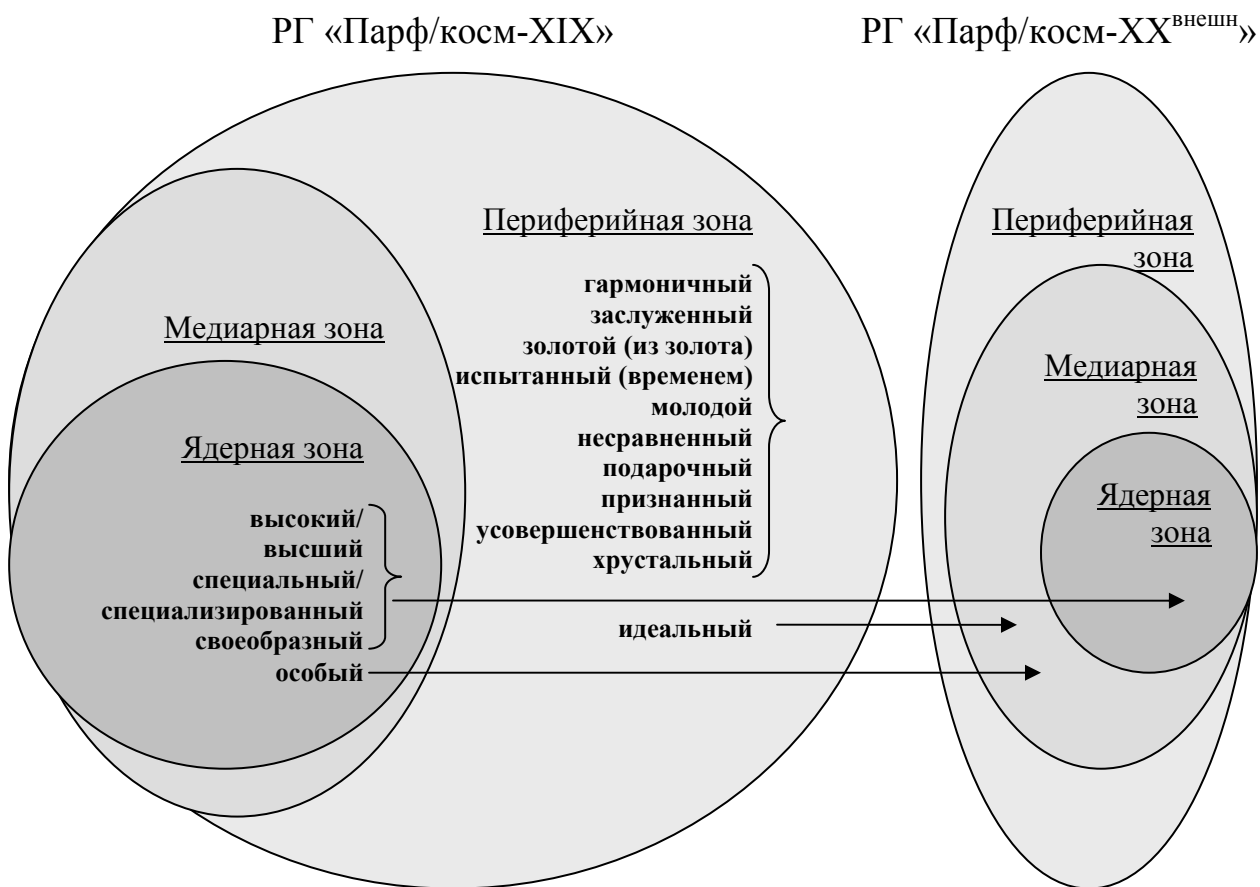 РГ «Парф/косм-XIX»
РГ «Парф/косм-XXвнешн»
Периферийная зона
гармоничный
заслуженный
золотой (из золота)
испытанный (временем)
молодой
несравненный
подарочный
признанный
усовершенствованный
хрустальный
идеальный
Медиарная зона
Ядерная зона
высокий/
высший
специальный/
специализированный
своеобразный
особый
Периферийная
зона
Медиарная
зона
Ядерная
зона